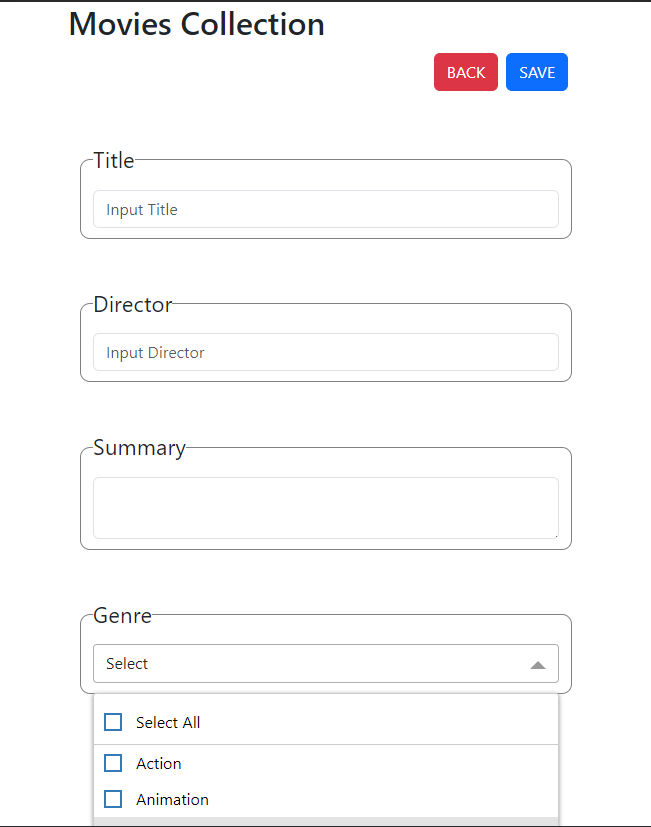 Movies Collection
BACK SAVE
Title
Input Title
Director
Input Director
Summary
Genre
Select
Select All
Action
Animation